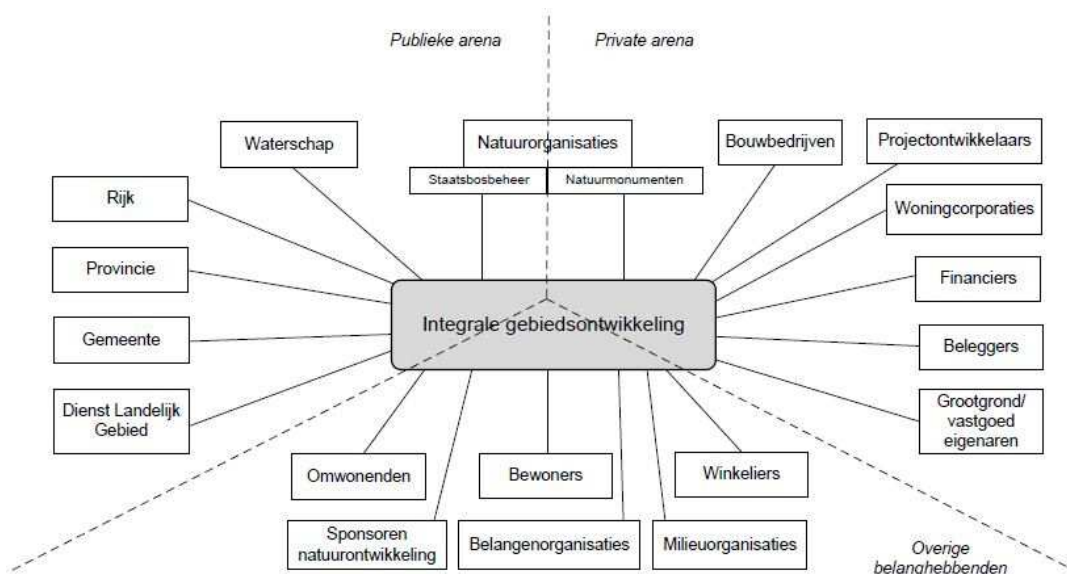 Publieke arena
Private arena
Waterschap
Natuurorganisaties
Staatsbosbeheer
Natuurmonumenten
Bouwbedrijven
Projectontwikkelaars
Rijk
Woningcorporaties
Provincie
Financiers
Integrale gebiedsontwikkeling
Gemeente
Beleggers
Dienst Landelijk
Gebied
Grootgrond/
vastgoed
eigenaren
Omwonenden
Bewoners
Winkeliers
Sponsoren
natuurontwikkeling
Belangenorganisaties
Milieuorganisaties
Overige
belanghebbenden